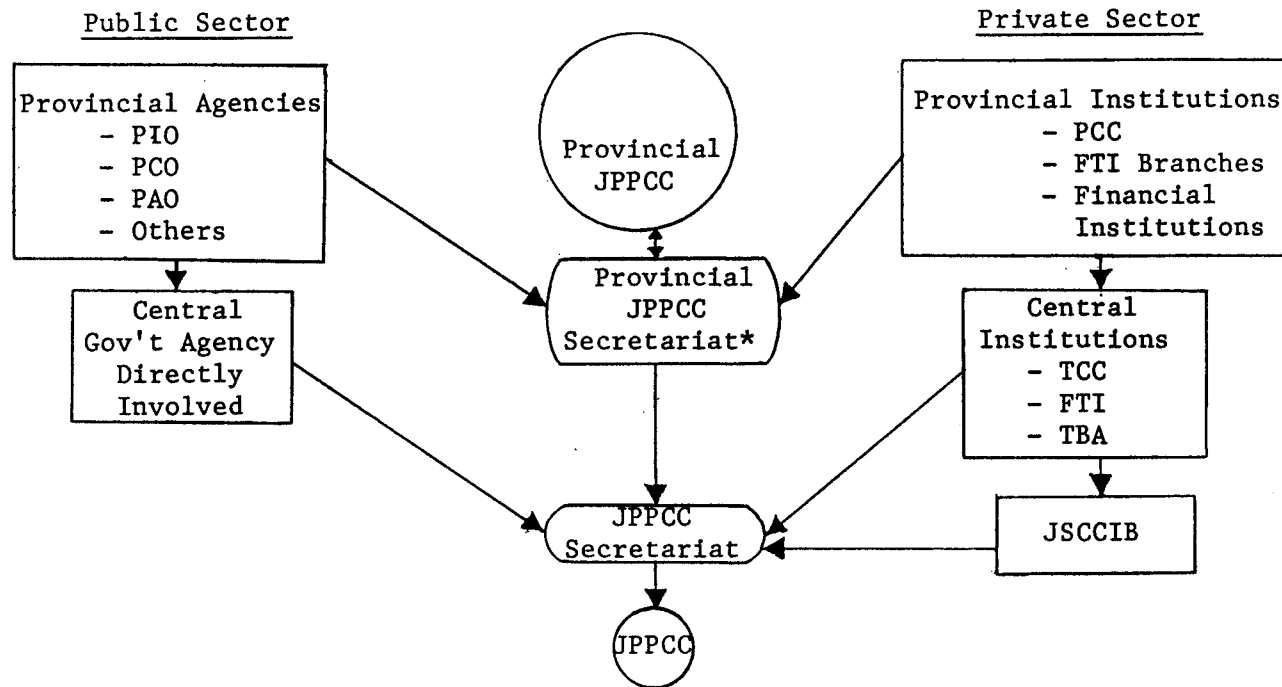 Public Sector
Provincial Agencies
- PIO
- PCO
- PAO
- Others
Central
Gov't Agency
Directly
Involved
Provincial
JPPCC
Provincial
JPPCC
Secretariat*
JPPCC
Secretariat
JPPCC
Private Sector
Provincial Institutions
- PCC
- FTI Branches
- Financial
Institutions
Central
Institutions
- TCC
- FTI
- TBA
JSCCIB